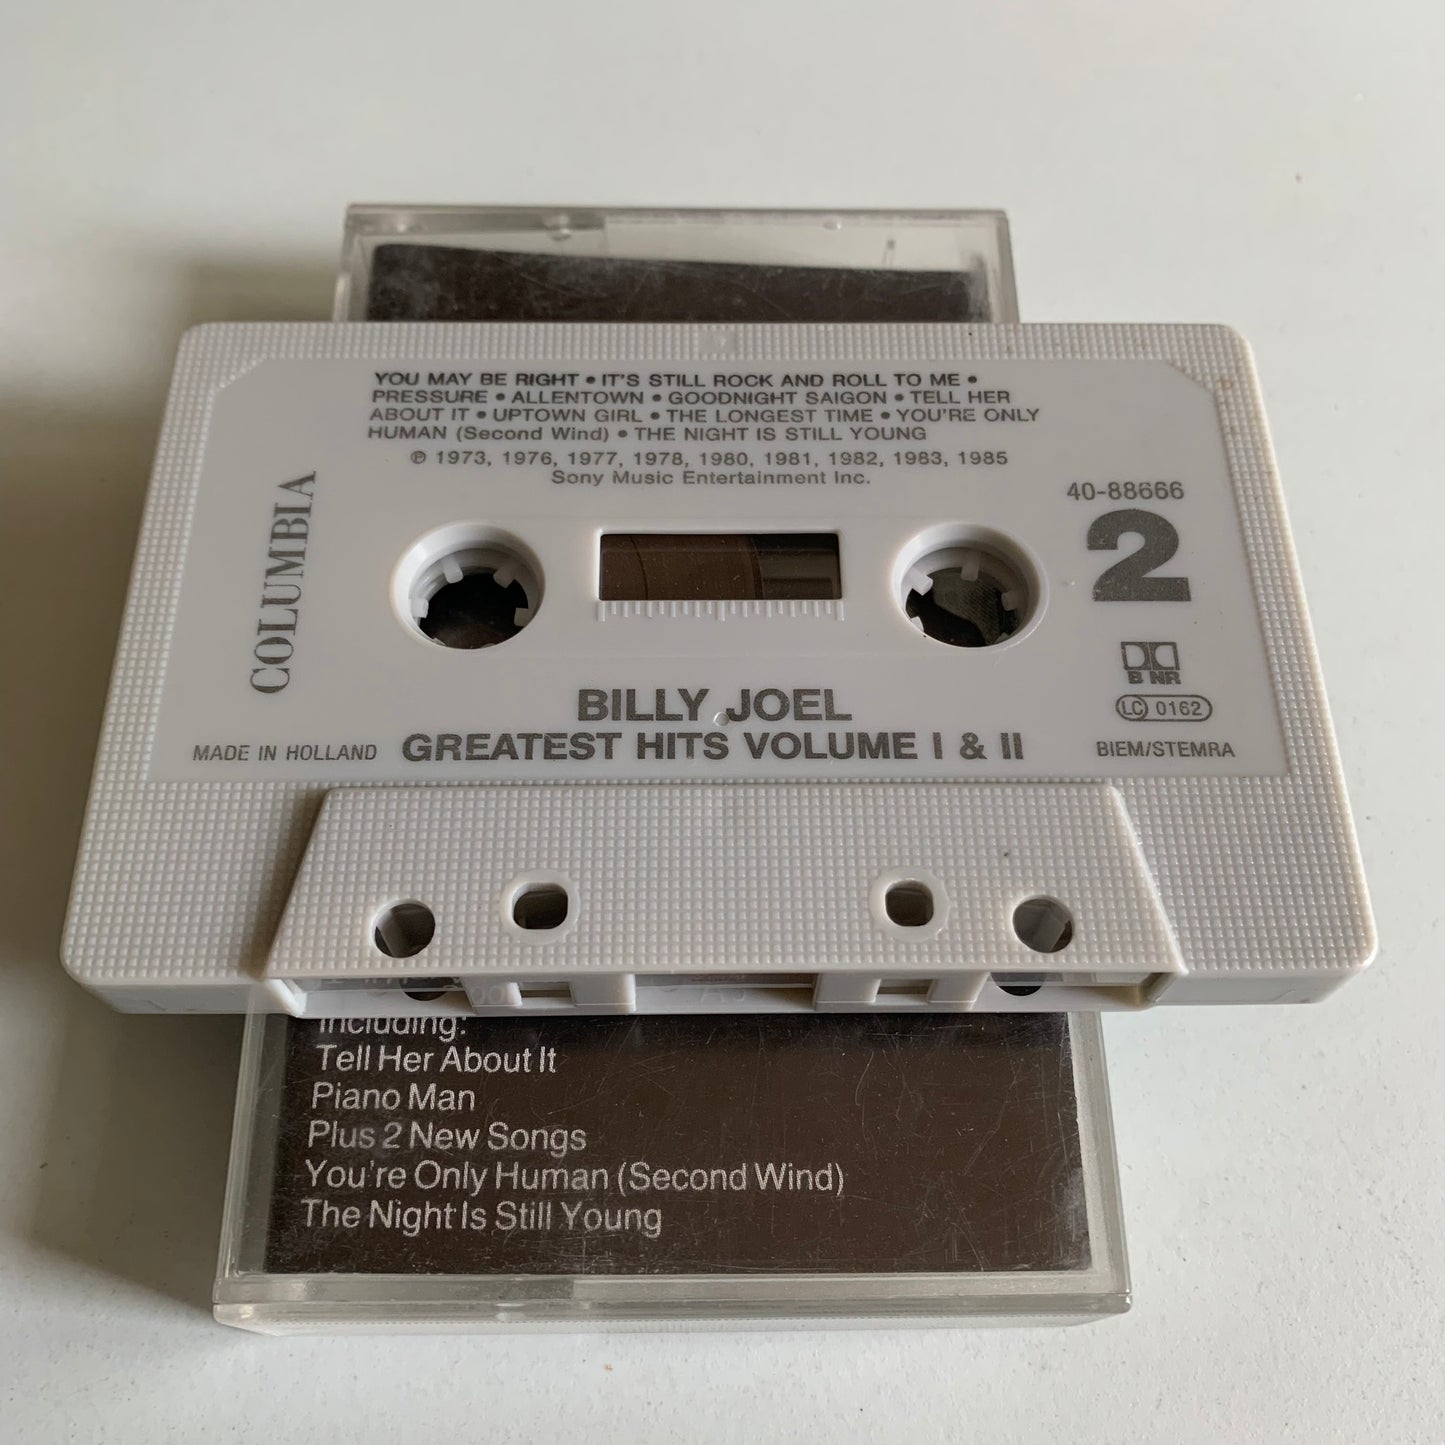 YOU MAY BE RIGHT • IT'S STILL ROCK AND ROLL TO ME •
PRESSURE • ALLENTOWN • GOODNIGHT SAIGON • TELL HER
ABOUT IT • UPTOWN GIRL • THE LONGEST TIME • YOU'RE ONLY
HUMAN (Second Wind) • THE NIGHT IS STILL YOUNG
℗ 1973, 1976, 1977, 1978, 1980, 1981, 1982, 1983, 1985
Sony Music Entertainment Inc.
COLUMBIA
40-88666
2
B NR
LC 0162
BIEM/STEMRA
BILLY JOEL
GREATEST HITS VOLUME I & II
MADE IN HOLLAND
Including:
Tell Her About It
Piano Man
Plus 2 New Songs
You're Only Human (Second Wind)
The Night Is Still Young